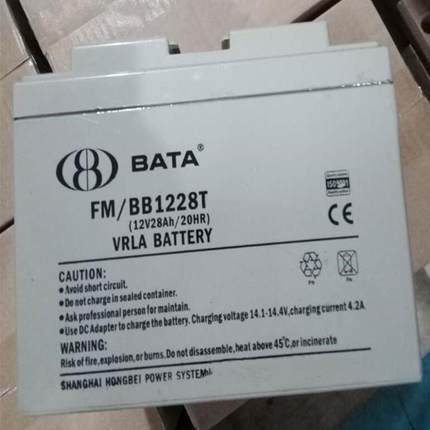 BATA ®
ISO9001
FM/BB1228T
(12V28Ah/20HR)
VRLA BATTERY
CE
CAUTION:
• Avoid short circuit.
• Do not charge in sealed container.
• Ask professional person for maintain.
• Use DC Adapter to charge the battery. Charging voltage 14.1-14.4V,charging current 4.2A
Pb Pb
WARNING:
Risk of fire,explosion,or burns. Do not disassemble,heat above 45°C,or incinerate
SHANGHAI HONGBEI POWER SYSTEM